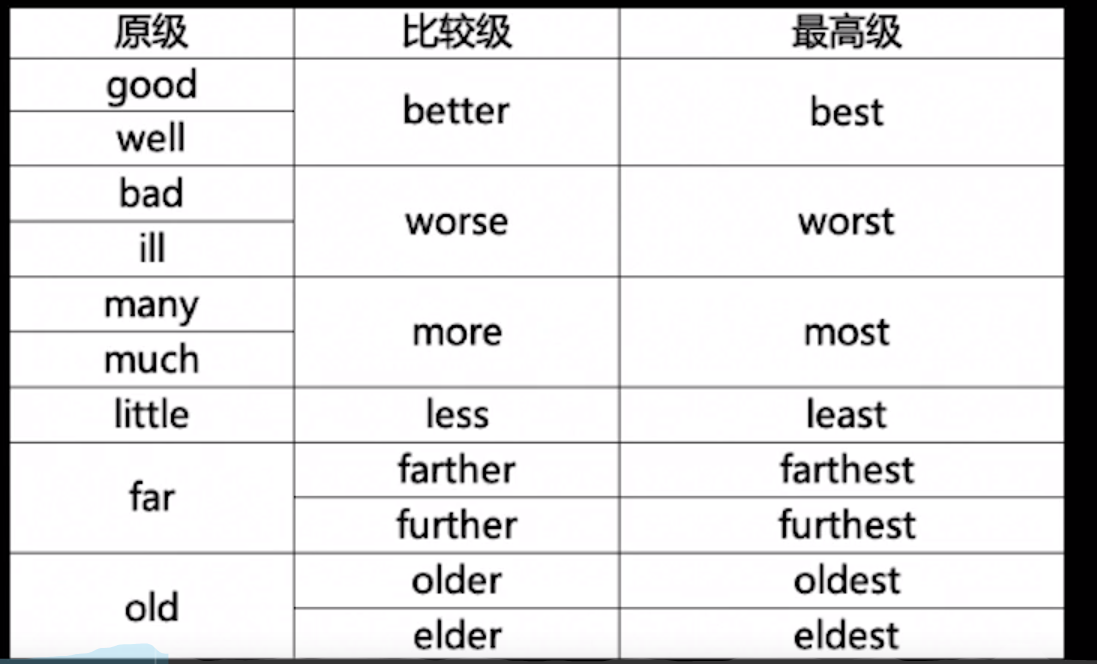 原级 比较级 最高级
good
better best
well
bad
worse worst
ill
many
more most
much
little less least
farther farthest
far
further furthest
older oldest
old
elder eldest